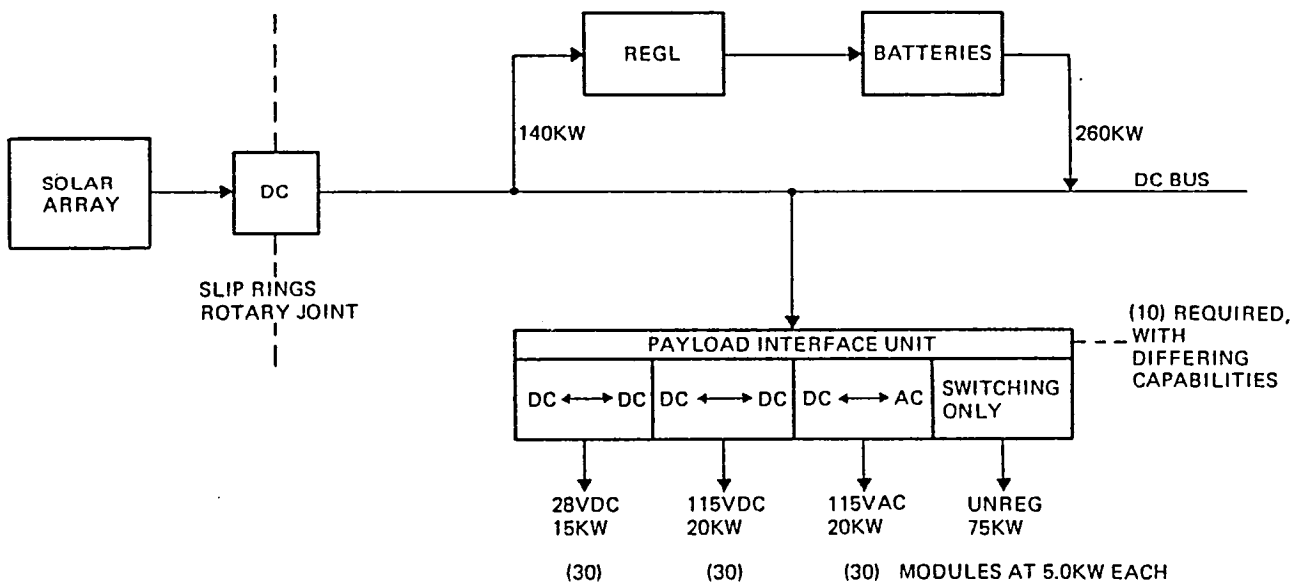 REGL
BATTERIES
140KW
260KW
SOLAR
ARRAY
DC
DC BUS
SLIP RINGS
ROTARY JOINT
(10) REQUIRED,
WITH
DIFFERING
CAPABILITIES
PAYLOAD INTERFACE UNIT
DC ←→ DC
DC ←→ DC
DC ←→ AC
SWITCHING
ONLY
28VDC
15KW
115VDC
20KW
115VAC
20KW
UNREG
75KW
(30) (30) (30) MODULES AT 5.0KW EACH